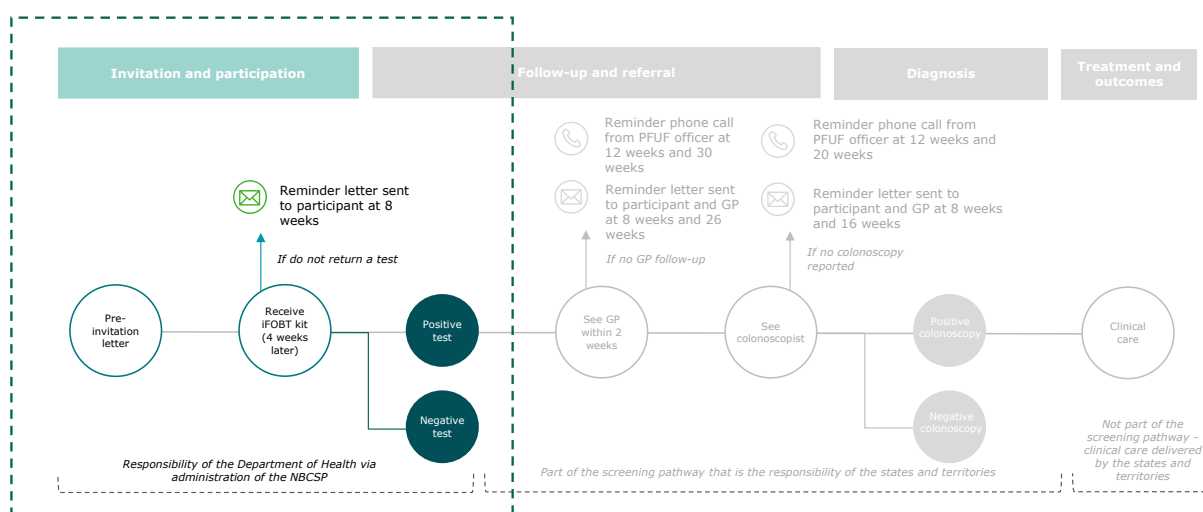 Invitation and participation
Follow-up and referral
Diagnosis
Treatment and
outcomes
Reminder letter sent
to participant at 8
weeks
If do not return a test
Reminder phone call
from PFUF officer at
12 weeks and 30
weeks
Reminder letter sent
to participant and GP
at 8 weeks and 26
weeks
If no GP follow-up
Reminder phone call from
PFUF officer at 12 weeks and
20 weeks
Reminder letter sent to
participant and GP at 8 weeks
and 16 weeks
If no colonoscopy
reported
Pre-
invitation
letter
Receive
iFOBT kit
(4 weeks
later)
Positive
test
Negative
test
See GP
within 2
weeks
See
colonoscopist
Positive
colonoscopy
Negative
colonoscopy
Clinical
care
Responsibility of the Department of Health via
administration of the NBCSP
Part of the screening pathway that is the responsibility of the states and territories
Not part of the
screening pathway -
clinical care delivered
by the states and
territories